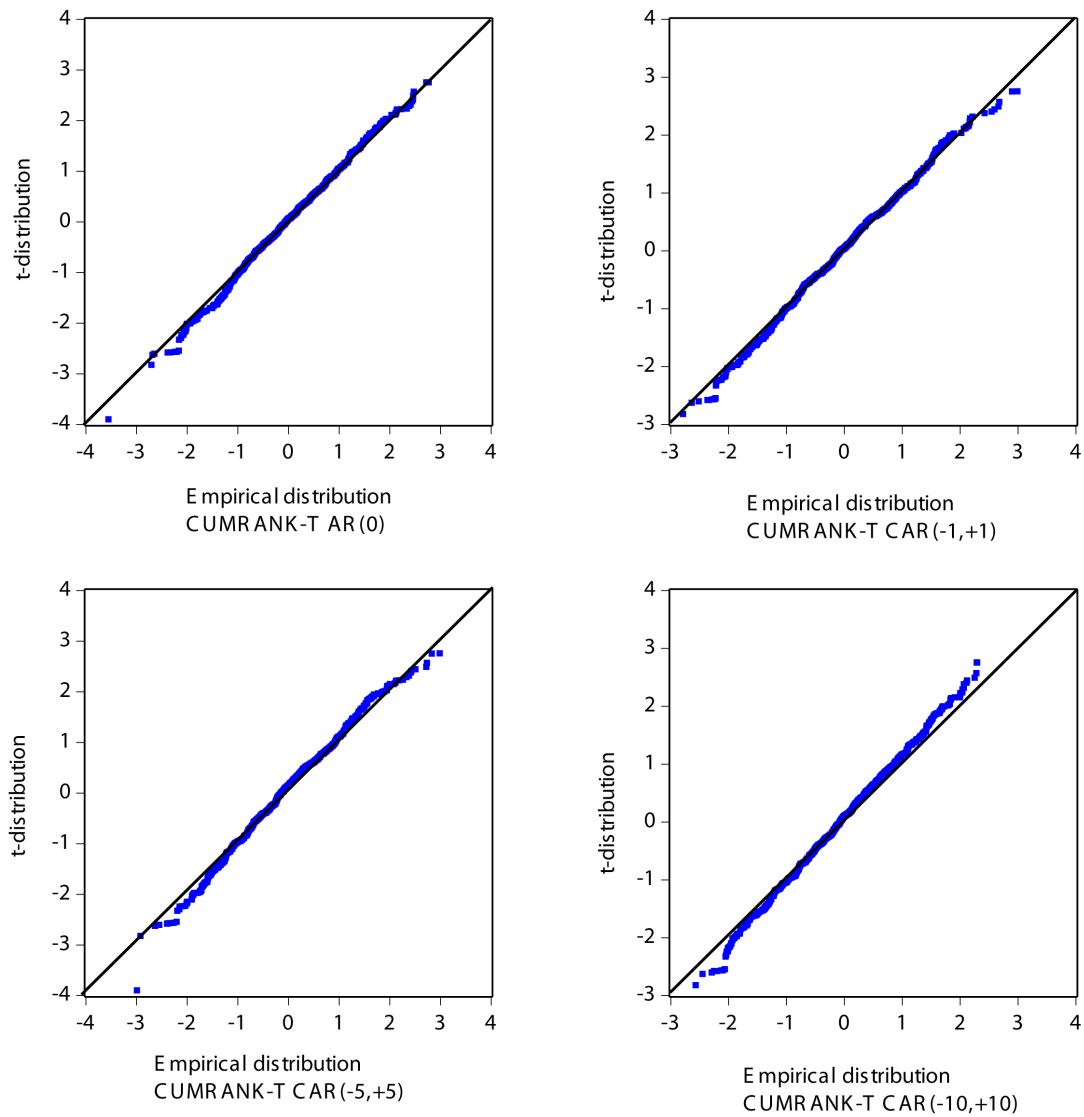 4
3
2
1
0
-1
-2
-3
-4
t-distribution
-4 -3 -2 -1 0 1 2 3 4
Empirical distribution
CUMRANK-T AR(0)
4
3
2
1
0
-1
-2
-3
t-distribution
-3 -2 -1 0 1 2 3 4
Empirical distribution
CUMRANK-T CAR(-1,+1)
4
3
2
1
0
-1
-2
-3
-4
t-distribution
-4 -3 -2 -1 0 1 2 3 4
Empirical distribution
CUMRANK-T CAR(-5,+5)
4
3
2
1
0
-1
-2
-3
t-distribution
-3 -2 -1 0 1 2 3 4
Empirical distribution
CUMRANK-T CAR(-10,+10)